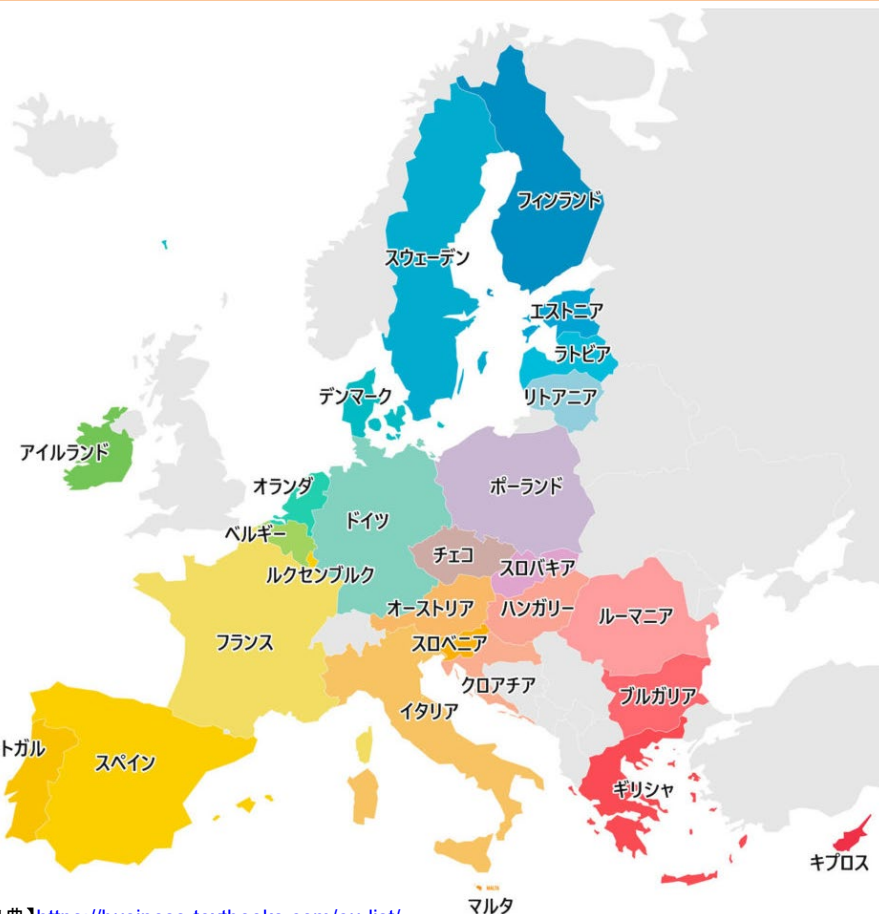 フィンランド
スウェーデン
エストニア
ラトビア
デンマーク
リトアニア
アイルランド
オランダ
ポーランド
ドイツ
ベルギー
チェコ
スロバキア
ルクセンブルク
オーストリア
ハンガリー
ルーマニア
フランス
スロベニア
クロアチア
ブルガリア
イタリア
トガル
スペイン
ギリシャ
キプロス
マルタ